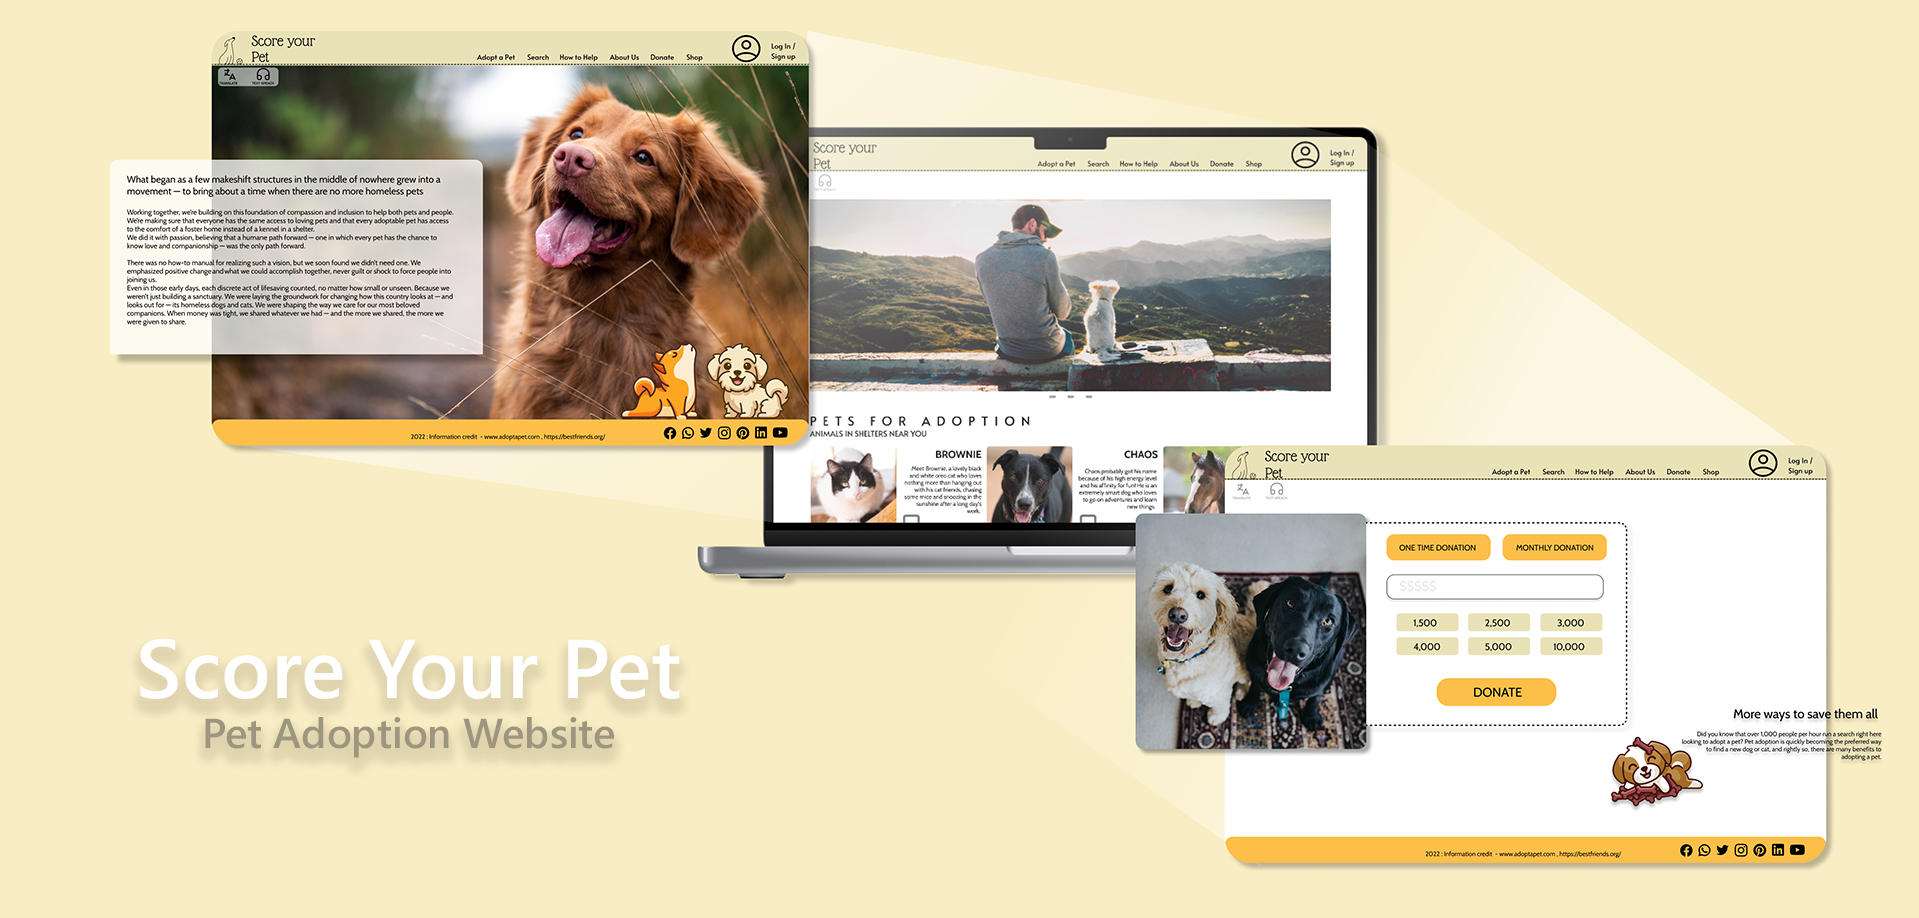 Score your
Pet
Adopt a Pet Search How to Help About Us Donate Shop
Log In /
Sign up
TRANSLATE TEXT SPEACH
What began as a few makeshift structures in the middle of nowhere grew into a
movement — to bring about a time when there are no more homeless pets
Working together, we're building on this foundation of compassion and inclusion to help both pets and people.
We're making sure that everyone has the same access to loving pets and that every adoptable pet has access
to the comfort of a foster home instead of a kennel in a shelter.
We did it with passion, believing that a humane path forward — one in which every pet has the chance to
know love and companionship — was the only path forward.
There was no how-to manual for realizing such a vision, but we soon found we didn't need one. We
emphasized positive change and what we could accomplish together, never guilt or shock to force people into
joining us.
Even in those early days, each discrete act of lifesaving counted, no matter how small or unseen. Because we
weren't just building a sanctuary. We were laying the groundwork for changing how this country looks at — and
looks out for — its homeless dogs and cats. We were shaping the way we care for our most beloved
companions. When money was tight, we shared whatever we had — and the more we shared, the more we
were given to share.
2022 : Information credit - www.adoptapet.com , https://bestfriends.org/
Score your
Pet
Adopt a Pet Search How to Help About Us Donate Shop
Log In /
Sign up
TEXT SPEACH
PETS FOR ADOPTION
ANIMALS IN SHELTERS NEAR YOU
BROWNIE
Meet Brownie, a lovely black
and white oreo cat who loves
nothing more than hanging out
with his cat friends, chasing
some mice and snoozing in the
sunshine after a long day's
work.
CHAOS
Chaos probably got his name
because of his high energy level
and his affinity for fun! He is an
extremely smart dog who loves
to go on adventures and learn
new things.
Score your
Pet
Adopt a Pet Search How to Help About Us Donate Shop
Log In /
Sign up
TRANSLATE TEXT SPEACH
ONE TIME DONATION MONTHLY DONATION
$$$$$
1,500 2,500 3,000
4,000 5,000 10,000
DONATE
More ways to save them all
Did you know that over 1,000 people per hour run a search right here
looking to adopt a pet? Pet adoption is quickly becoming the preferred way
to find a new dog or cat, and rightly so, there are many benefits to
adopting a pet.
2022 : Information credit - www.adoptapet.com , https://bestfriends.org/
Score Your Pet
Pet Adoption Website